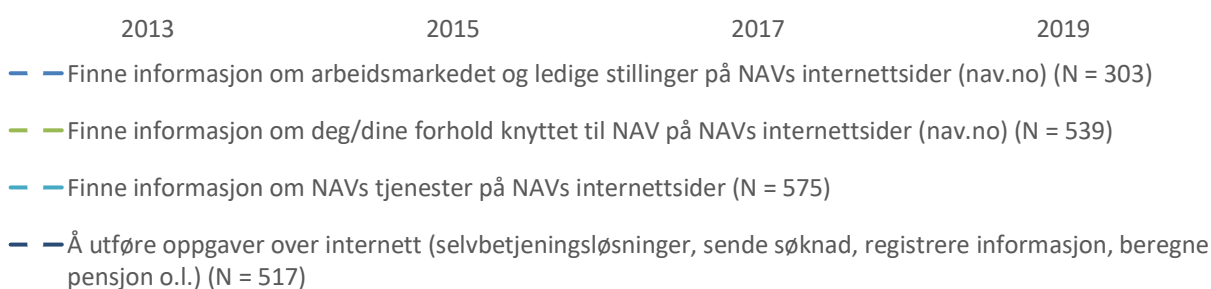 2013 2015 2017 2019
Finne informasjon om arbeidsmarkedet og ledige stillinger på NAVs internettsider (nav.no) (N = 303)
Finne informasjon om deg/dine forhold knyttet til NAV på NAVs internettsider (nav.no) (N = 539)
Finne informasjon om NAVs tjenester på NAVs internettsider (N = 575)
Å utføre oppgaver over internett (selvbetjeningsløsninger, sende søknad, registrere informasjon, beregne
pensjon o.l.) (N = 517)